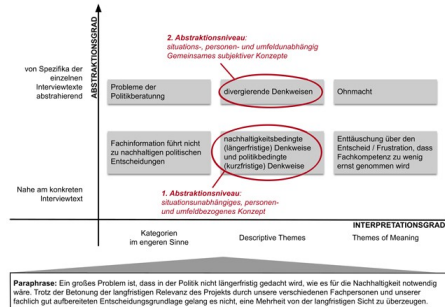 2. Abstraktionsniveau:
situations-, personen- und umfeldunabhängig
Gemeinsames subjektiver Konzepte
ABSTRAKTIONSGRAD
von Spezifika der
einzelnen
Interviewtexte
abstrahierend
Probleme der
Politikberatung
divergierende Denkweisen
Ohnmacht
Fachinformation führt nicht
zu nachhaltigen politischen
Entscheidungen
nachhaltigkeitsbedingte
(längerfristige) Denkweise
und politikbedingte
(kurzfristige) Denkweise
Enttäuschung über den
Entscheid / Frustration, dass
Fachkompetenz zu wenig
ernst genommen wird
Nahe am konkreten
Interviewtext
1. Abstraktionsniveau:
situationsunabhängiges, personen-
und umfeldbezogenes Konzept
INTERPRETATIONSGRAD
Kategorien
im engeren Sinne
Descriptive Themes
Themes of Meaning
Paraphrase: Ein großes Problem ist, dass in der Politik nicht längerfristig gedacht wird, wie es für die Nachhaltigkeit notwendig
wäre. Trotz der Betonung der langfristigen Relevanz des Projekts durch unsere verschiedenen Fachpersonen und unserer
fachlich gut aufbereiteten Entscheidungsgrundlage gelang es nicht, eine Mehrheit von der langfristigen Sicht zu überzeugen.